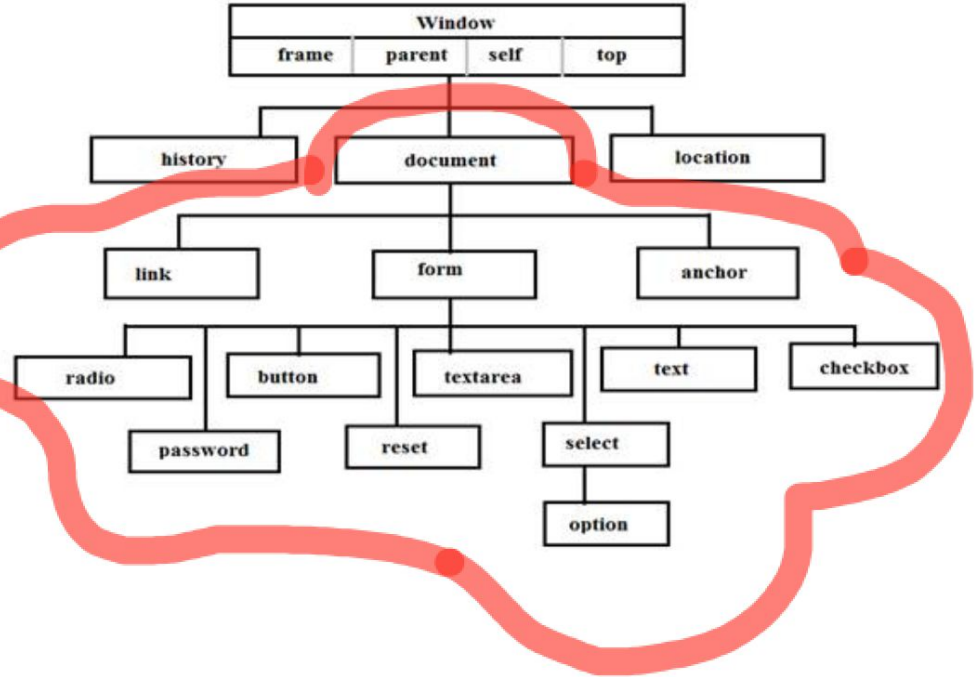 Window
frame parent self top
history document location
link form anchor
radio button textarea text checkbox
password reset select
option